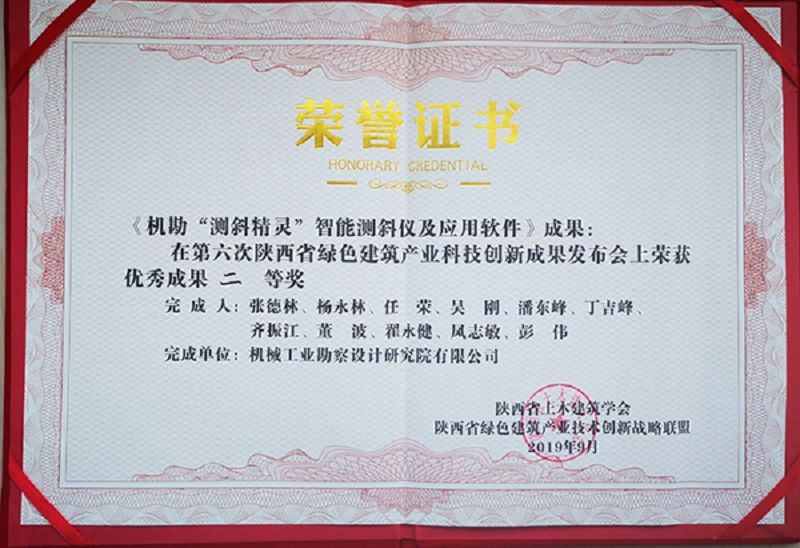 荣誉证书
HONORARY CREDENTIAL
《机勘“测斜精灵”智能测斜仪及应用软件》成果：
在第六次陕西省绿色建筑产业科技创新成果发布会上荣获
优秀成果 二 等奖
完成人：张德林、杨永林、任 荣、吴 刚、潘东峰、丁吉峰、
齐振江、董 波、翟永健、凤志敏、彭 伟
完成单位：机械工业勘察设计研究院有限公司
陕西省土木建筑学会
陕西省绿色建筑产业技术创新战略联盟
2019年9月